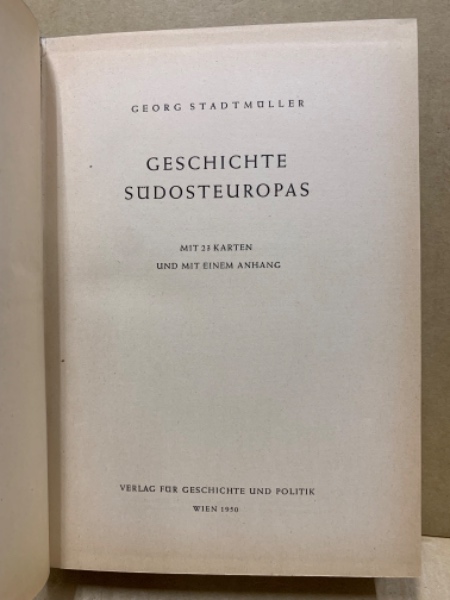 GEORG STADTMÜLLER
GESCHICHTE
SÜDOSTEUROPAS
MIT 23 KARTEN
UND MIT EINEM ANHANG
VERLAG FÜR GESCHICHTE UND POLITIK
WIEN 1950